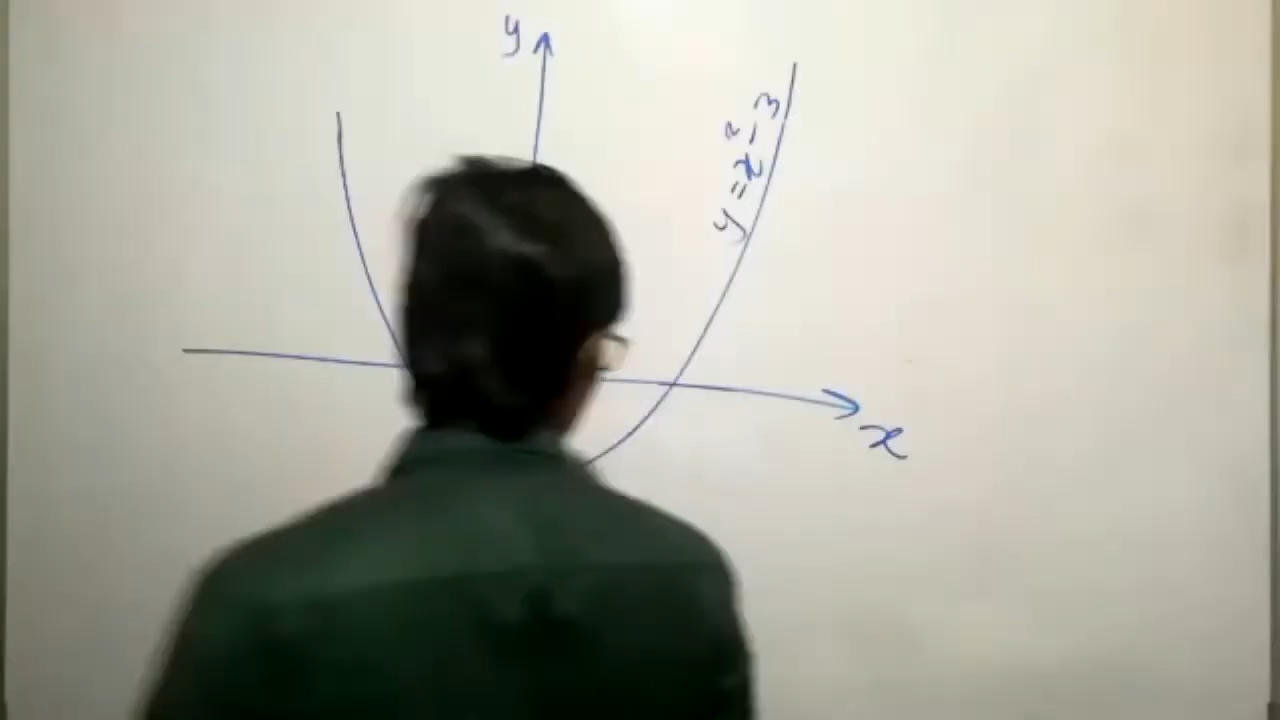 y
y = x² - 3
x